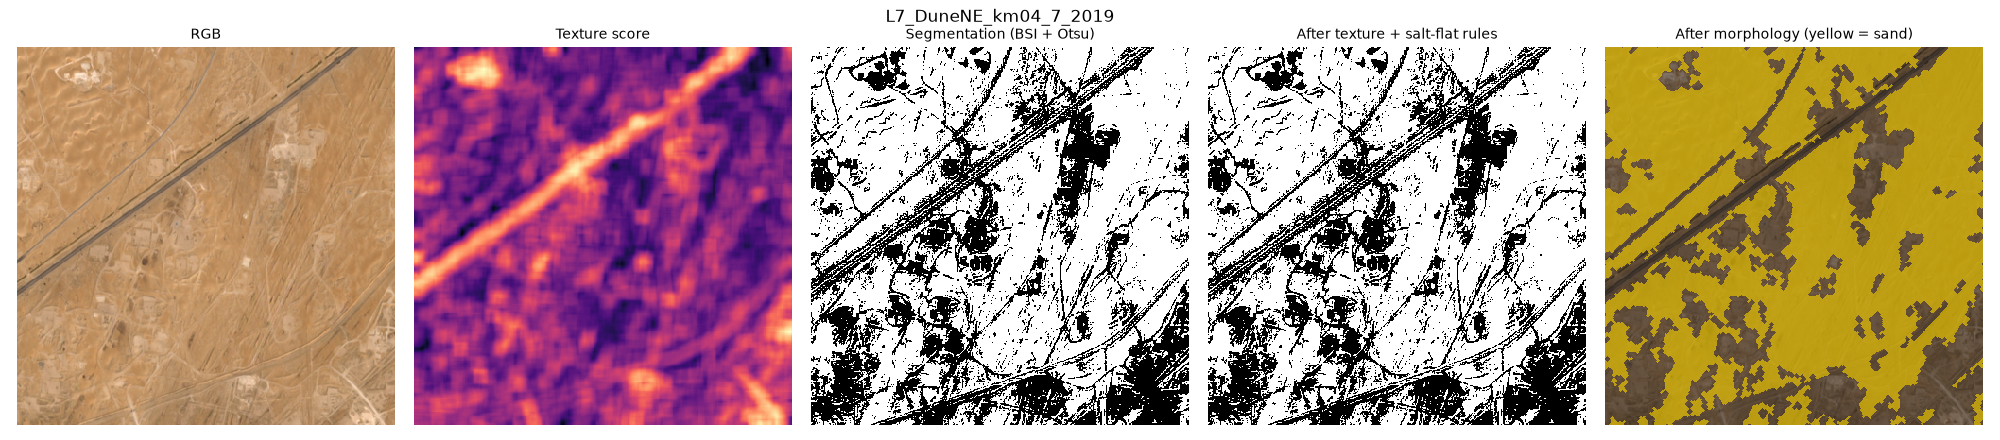 L7_DuneNE_km04_7_2019
RGB
Texture score
Segmentation (BSI + Otsu)
After texture + salt-flat rules
After morphology (yellow = sand)